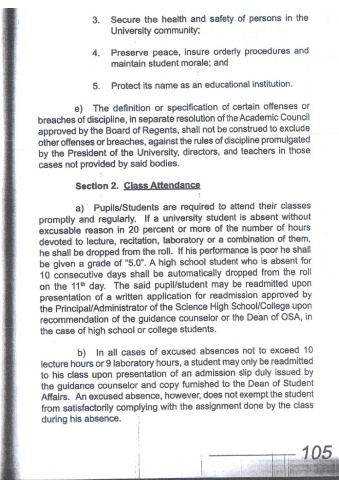 3. Secure the health and safety of persons in the
University community;
4. Preserve peace, insure orderly procedures and
maintain student morale; and
5. Protect its name as an educational institution.
e) The definition or specification of certain offenses or
breaches of discipline, in separate resolution of the Academic Council
approved by the Board of Regents, shall not be construed to exclude
other offenses or breaches, against the rules of discipline promulgated
by the President of the University, directors, and teachers in those
cases not provided by said bodies.
Section 2. Class Attendance
a) Pupils/Students are required to attend their classes
promptly and regularly. If a university student is absent without
excusable reason in 20 percent or more of the number of hours
devoted to lecture, recitation, laboratory or a combination of them,
he shall be dropped from the roll. If his performance is poor he shall
be given a grade of "5.0". A high school student who is absent for
10 consecutive days shall be automatically dropped from the roll
on the 11th day. The said pupil/student may be readmitted upon
presentation of a written application for readmission approved by
the Principal/Administrator of the Science High School/College upon
recommendation of the guidance counselor or the Dean of OSA, in
the case of high school or college students.
b) In all cases of excused absences not to exceed 10
lecture hours or 9 laboratory hours, a student may only be readmitted
to his class upon presentation of an admission slip duly issued by
the guidance counselor and copy furnished to the Dean of Student
Affairs. An excused absence, however, does not exempt the student
from satisfactorily complying with the assignment done by the class
during his absence.
105